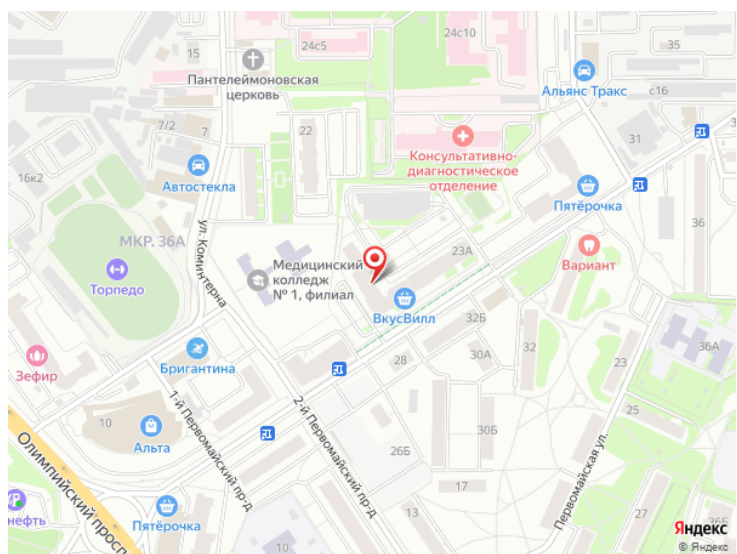 24с5
24с10
15
35
Пантелеймоновская
церковь
Альянс Тракс
с16
7/2
7
22
31
Консультативно-
диагностическое
отделение
16к2
Автостекла
Пятёрочка
36
МКР. 36А
ул. Коминтерна
23А
Вариант
Торпедо
Медицинский
колледж
№ 1, филиал
ВкусВилл
32Б
32
36А
Зефир
Бригантина
28
30А
23
10
Альта
1-й Первомайский пр-д
2-й Первомайский пр-д
25
30Б
26Б
Олимпийский просп
Первомайская ул.
17
13
27
36Б
нефть
Пятёрочка
10
Яндекс
© Яндекс